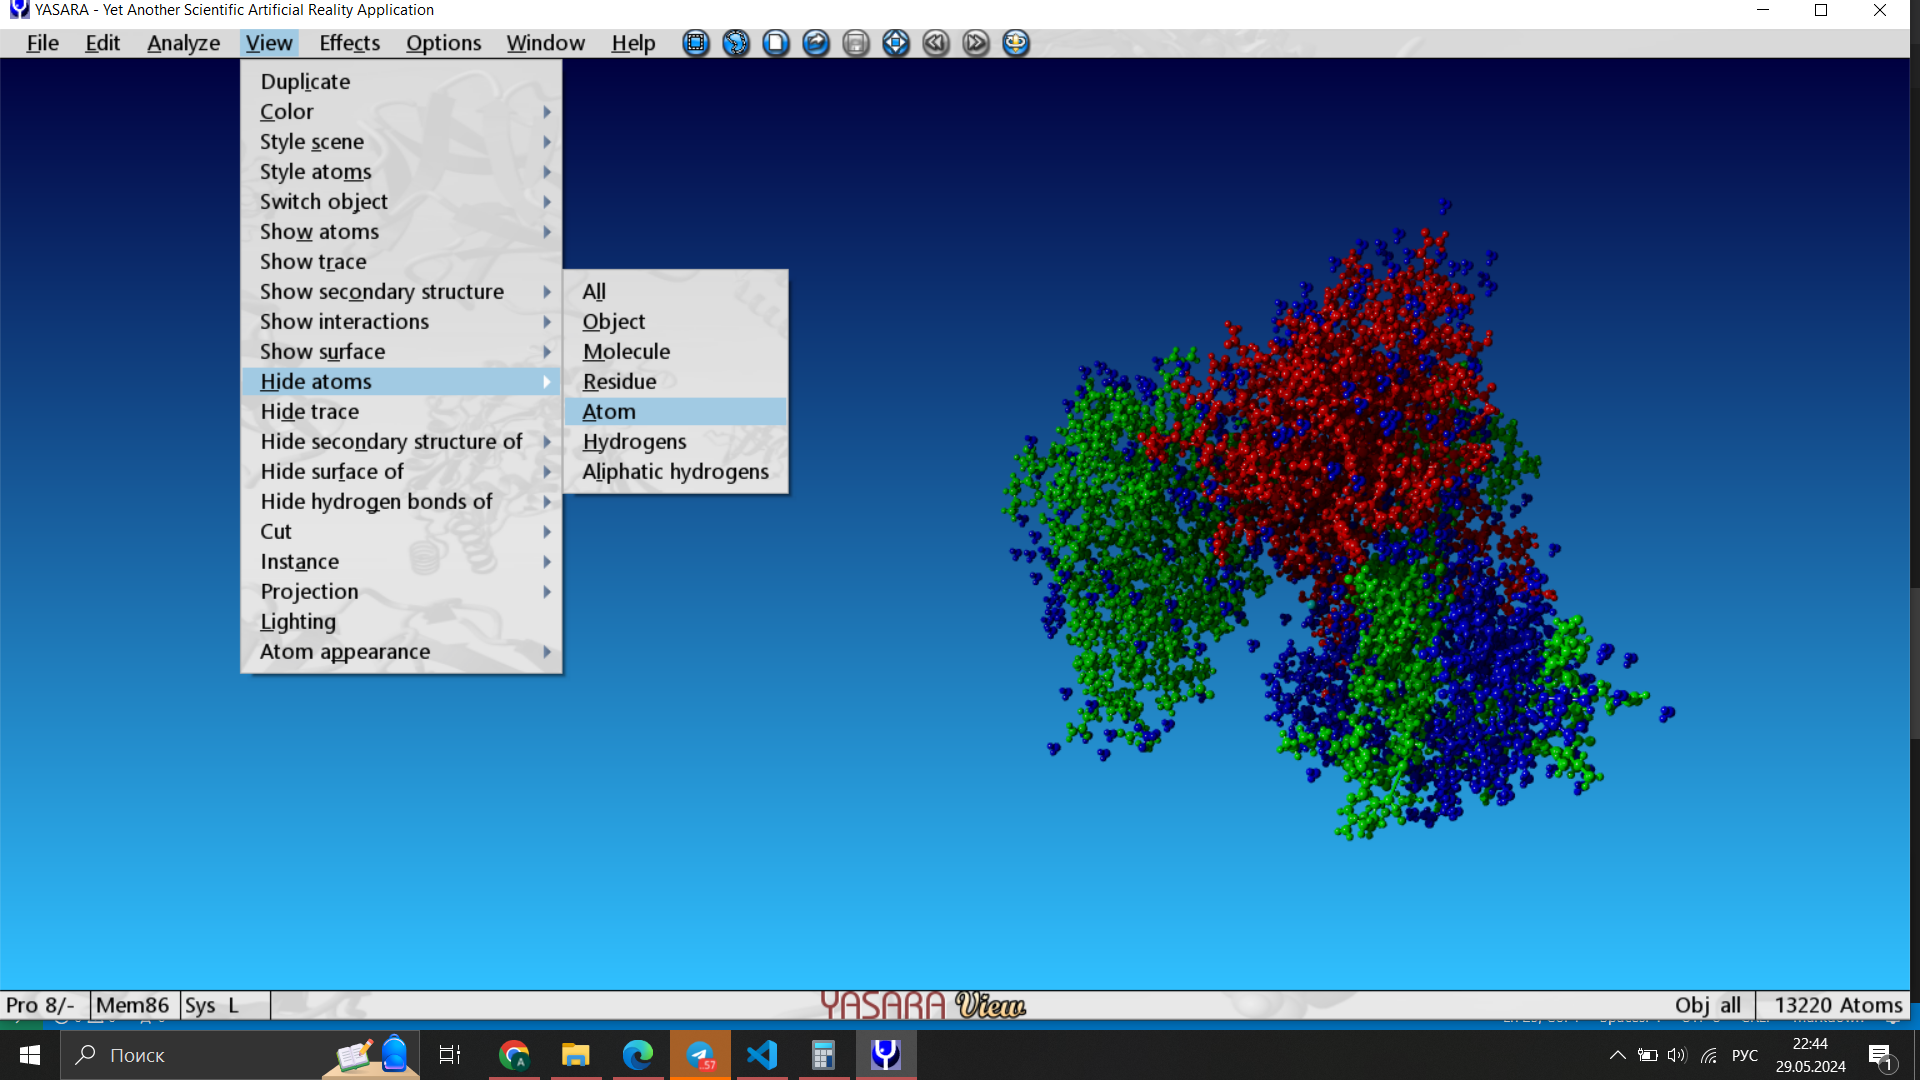 YASARA - Yet Another Scientific Artificial Reality Application
File Edit Analyze View Effects Options Window Help
Duplicate
Color
Style scene
Style atoms
Switch object
Show atoms
Show trace
Show secondary structure
Show interactions
Show surface
Hide atoms
Hide trace
Hide secondary structure of
Hide surface of
Hide hydrogen bonds of
Cut
Instance
Projection
Lighting
Atom appearance
All
Object
Molecule
Residue
Atom
Hydrogens
Aliphatic hydrogens
Pro 8/- Mem86 Sys L YASARA View Obj all 13220 Atoms
Поиск
A
57
РУС
22:44
29.05.2024
1